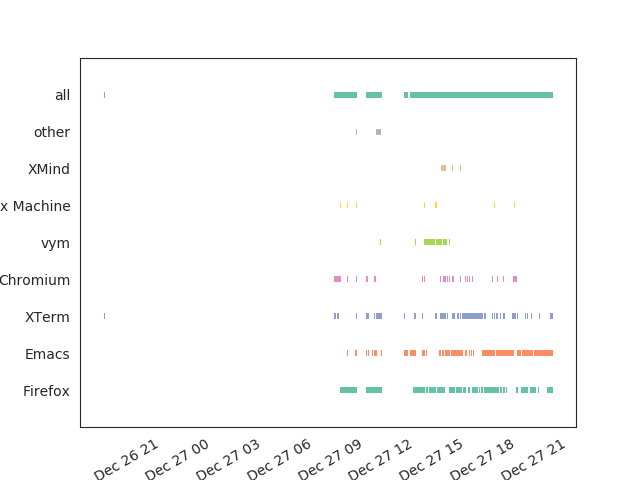 all
other
XMind
x Machine
vym
Chromium
XTerm
Emacs
Firefox
Dec 26 21
Dec 27 00
Dec 27 03
Dec 27 06
Dec 27 09
Dec 27 12
Dec 27 15
Dec 27 18
Dec 27 21